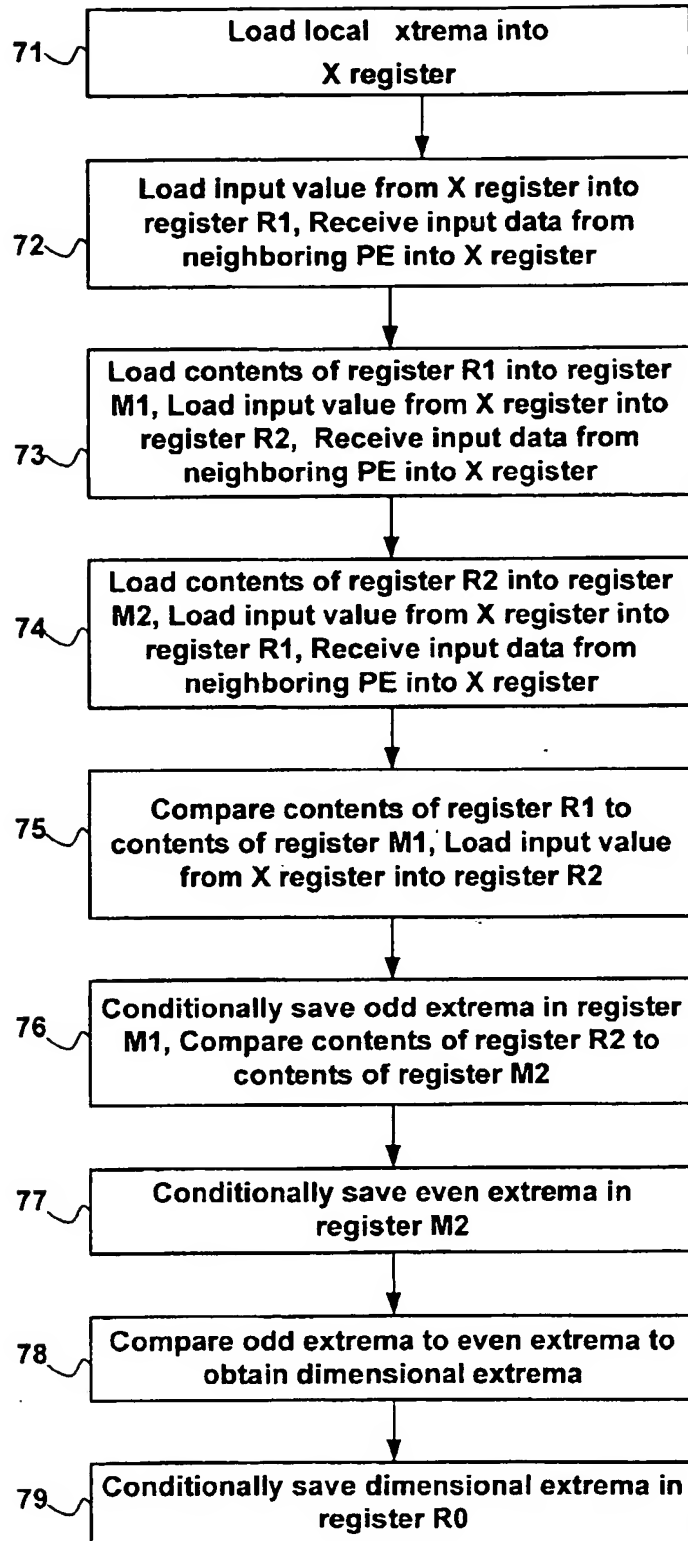 71
Load local xtrema into
X register
72
Load input value from X register into
register R1, Receive input data from
neighboring PE into X register
73
Load contents of register R1 into register
M1, Load input value from X register into
register R2, Receive input data from
neighboring PE into X register
74
Load contents of register R2 into register
M2, Load input value from X register into
register R1, Receive input data from
neighboring PE into X register
75
Compare contents of register R1 to
contents of register M1, Load input value
from X register into register R2
76
Conditionally save odd extrema in register
M1, Compare contents of register R2 to
contents of register M2
77
Conditionally save even extrema in
register M2
78
Compare odd extrema to even extrema to
obtain dimensional extrema
79
Conditionally save dimensional extrema in
register R0